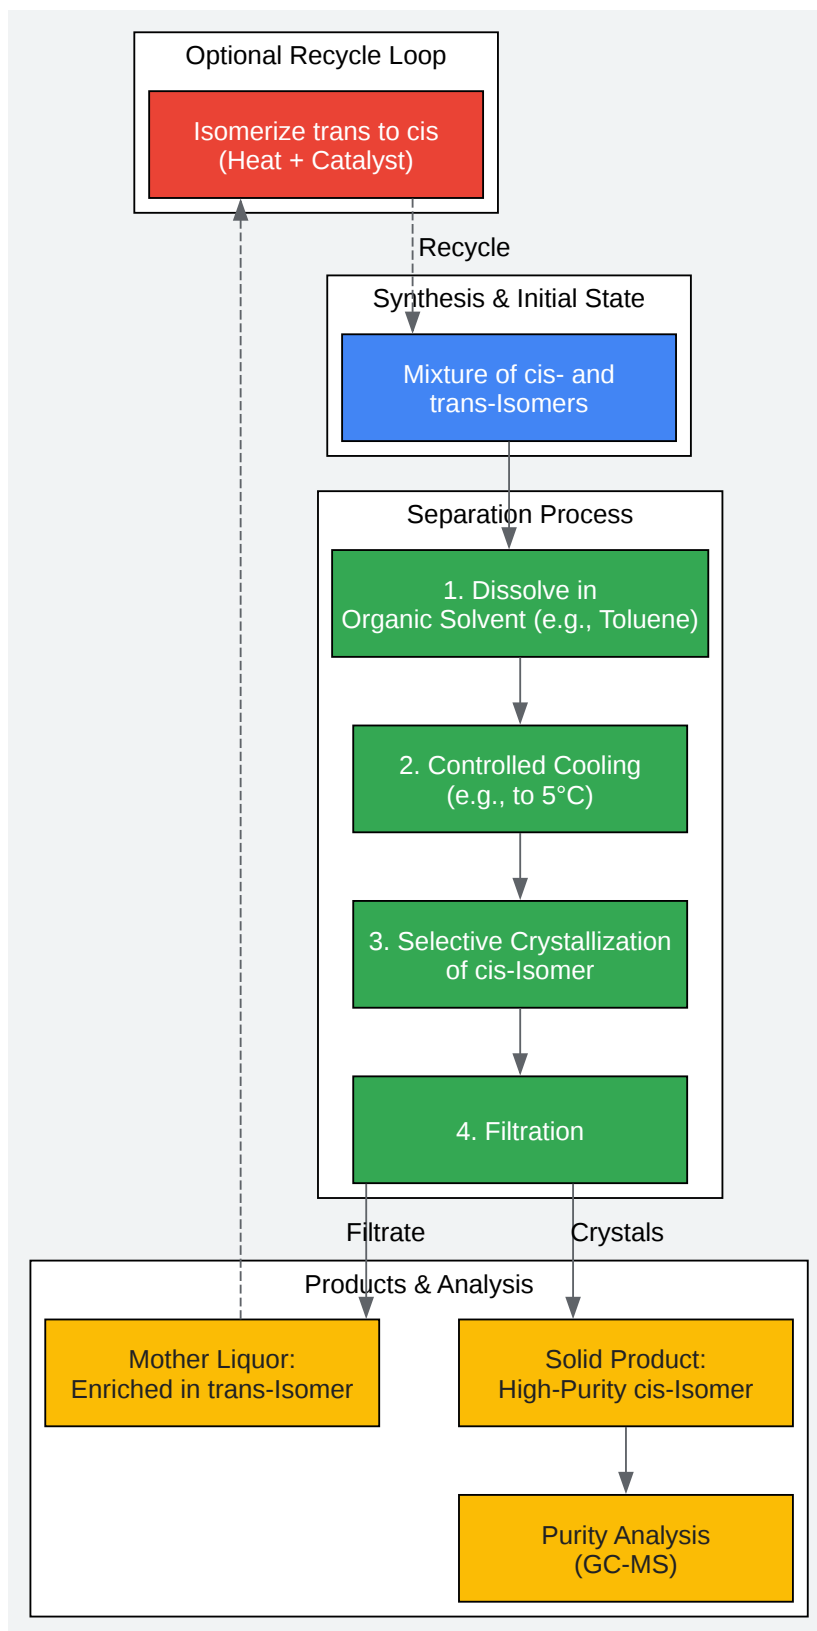 Optional Recycle Loop
Isomerize trans to cis
(Heat + Catalyst)
Recycle
Synthesis & Initial State
Mixture of cis- and
trans-Isomers
Separation Process
1. Dissolve in
Organic Solvent (e.g., Toluene)
2. Controlled Cooling
(e.g., to 5°C)
3. Selective Crystallization
of cis-Isomer
4. Filtration
Filtrate
Crystals
Products & Analysis
Mother Liquor:
Enriched in trans-Isomer
Solid Product:
High-Purity cis-Isomer
Purity Analysis
(GC-MS)